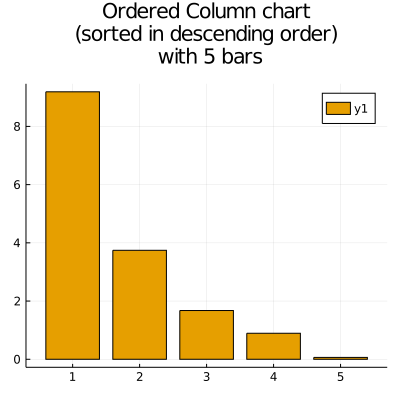 Ordered Column chart
(sorted in descending order)
with 5 bars
y1
8
6
4
2
0
1 2 3 4 5